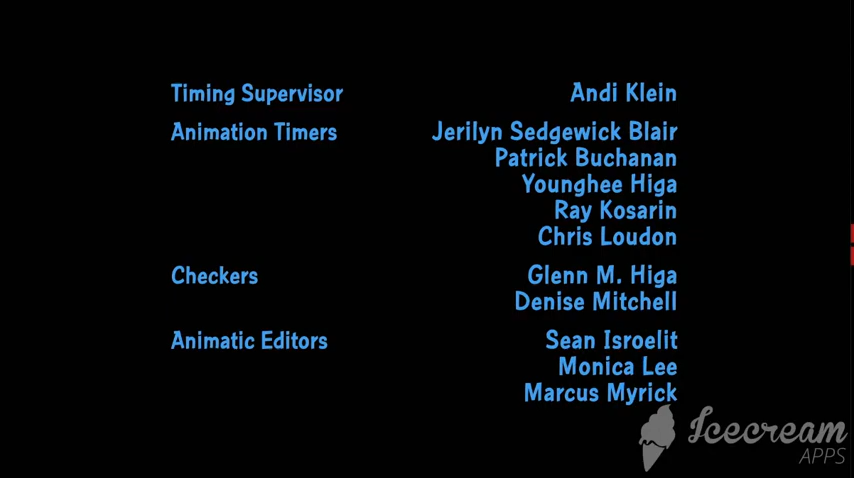 Timing Supervisor Andi Klein
Animation Timers Jerilyn Sedgewick Blair
Patrick Buchanan
Younghee Higa
Ray Kosarin
Chris Loudon
Checkers Glenn M. Higa
Denise Mitchell
Animatic Editors Sean Isroelit
Monica Lee
Marcus Myrick
Icecream
APPS